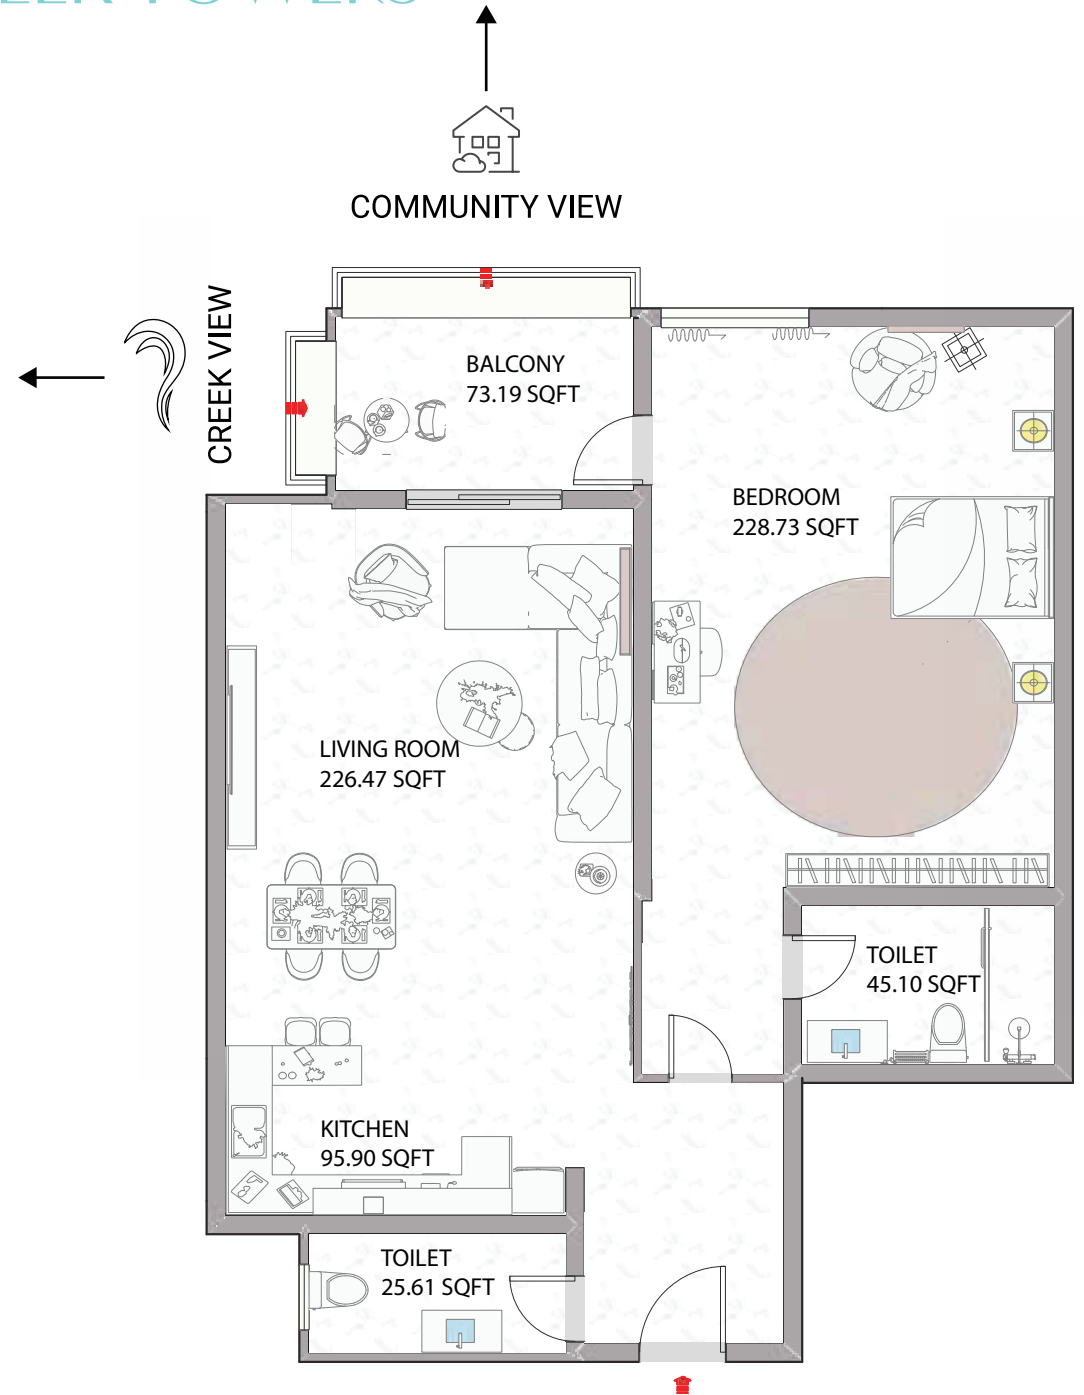 TOWERS
COMMUNITY VIEW
CREEK VIEW
BALCONY
73.19 SQFT
BEDROOM
228.73 SQFT
LIVING ROOM
226.47 SQFT
TOILET
45.10 SQFT
KITCHEN
95.90 SQFT
TOILET
25.61 SQFT